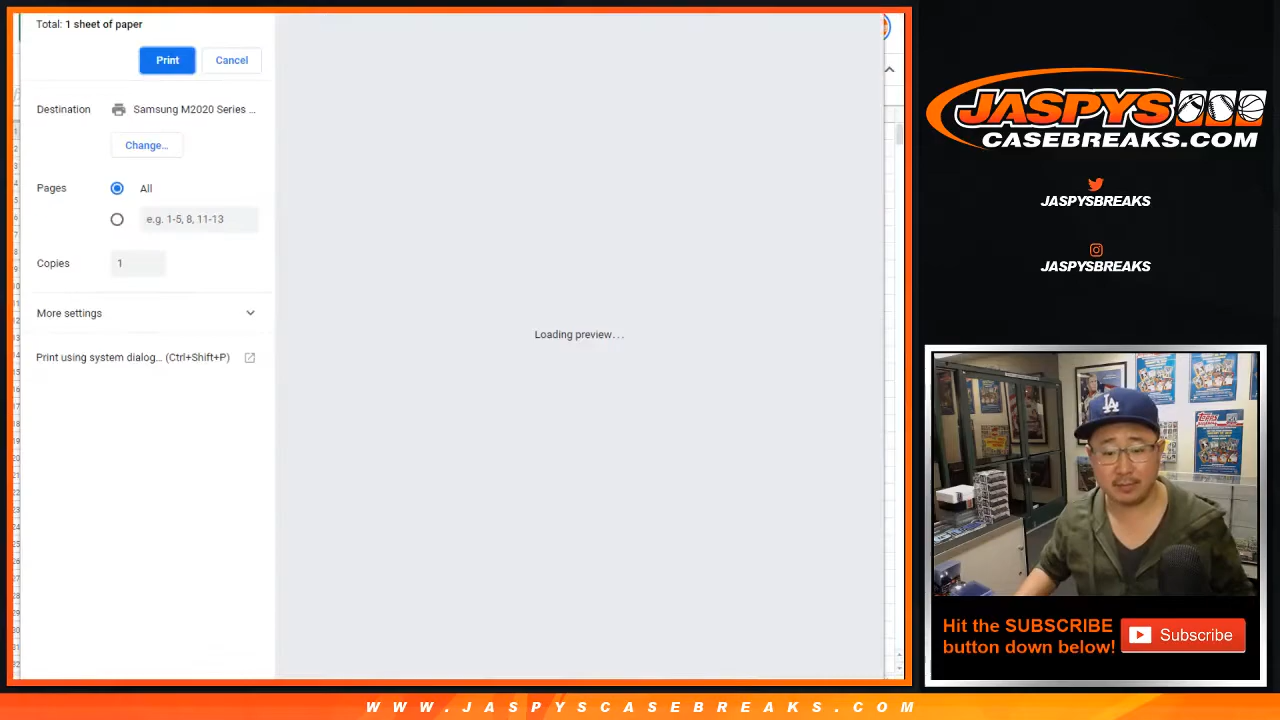 Total: 1 sheet of paper
Print
Cancel
Destination
Samsung M2020 Series ...
Change...
Pages
All
e.g. 1-5, 8, 11-13
Copies
1
More settings
Print using system dialog... (Ctrl+Shift+P)
Loading preview...
JASPYS
CASEBREAKS.COM
JASPYSBREAKS
JASPYSBREAKS
LA
Topps
Hit the SUBSCRIBE
button down below!
Subscribe
WWW.JASPYSCASEBREAKS.COM